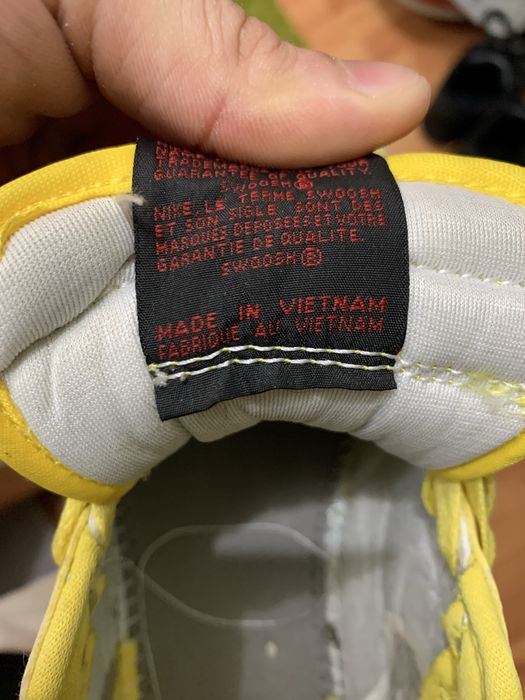 GUARANTEE OF QUALITY.
SWOOSH®
NIKE, LE TERME SWOOSH
ET SON SIGLE SONT DES
MARQUES DEPOSEES ET VOTRE
GARANTIE DE QUALITE.
SWOOSH®
MADE IN VIETNAM
FABRIQUE AU VIETNAM